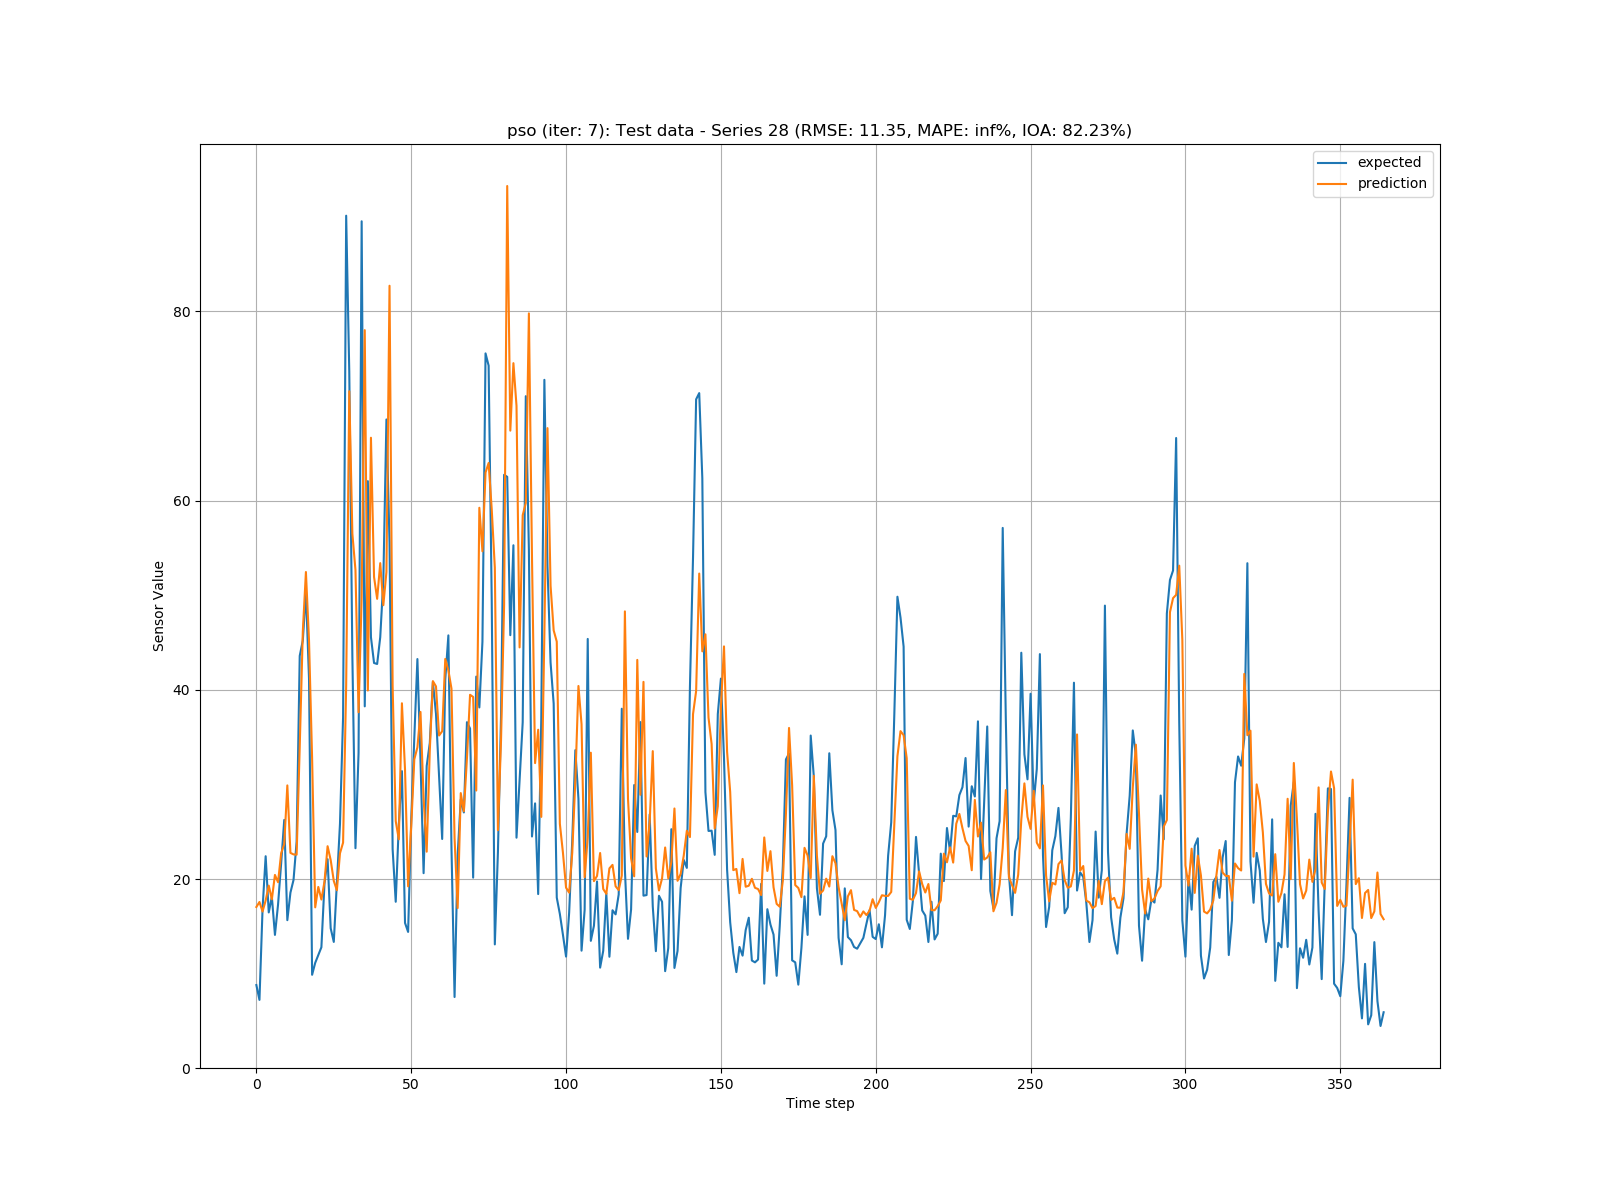 pso (iter: 7): Test data - Series 28 (RMSE: 11.35, MAPE: inf%, IOA: 82.23%)
expected
prediction
80
60
40
20
0
Sensor Value
0 50 100 150 200 250 300 350
Time step